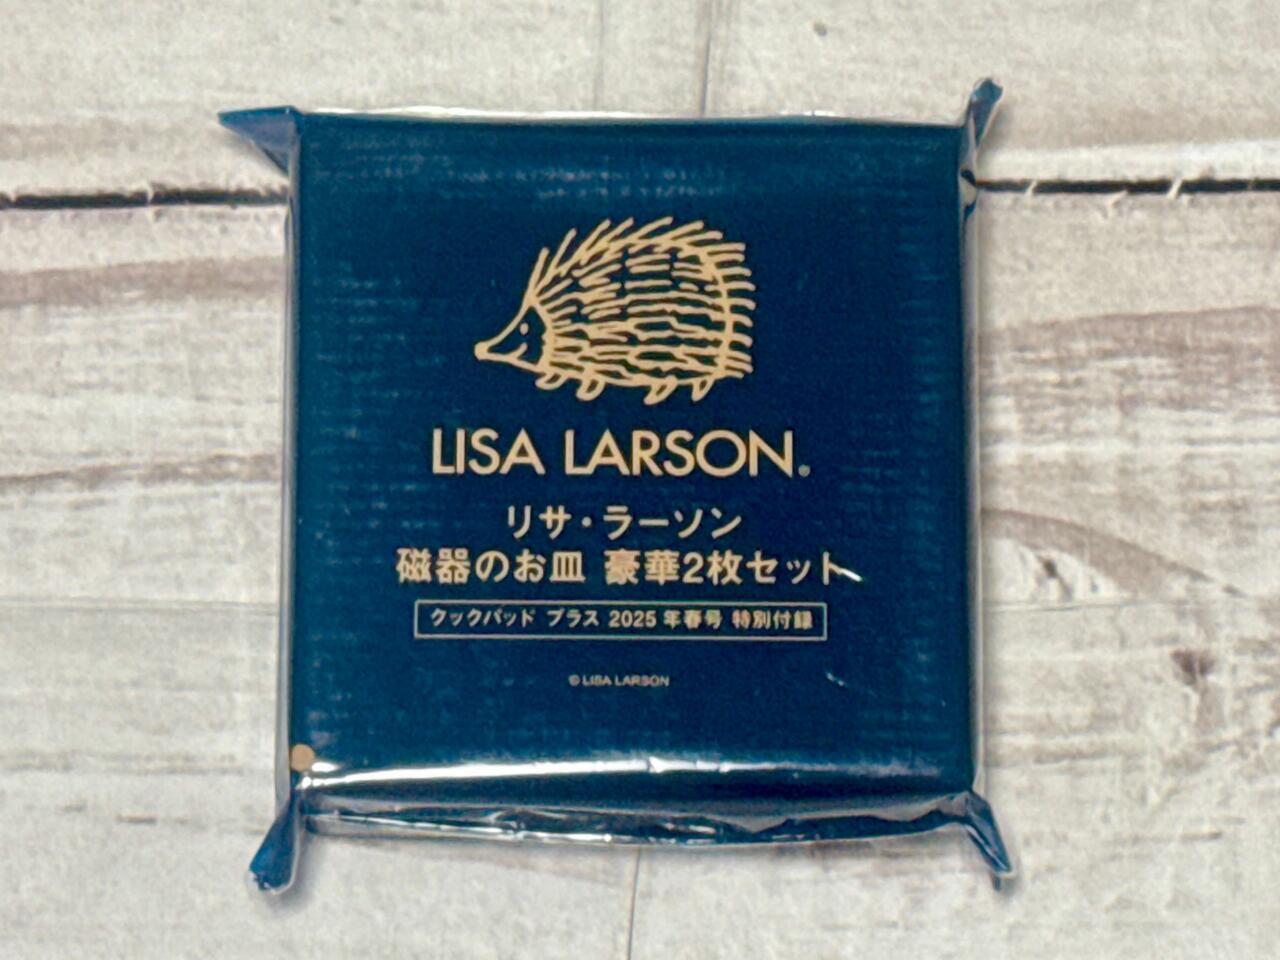 LISA LARSON®
リサ・ラーソン
磁器のお皿 豪華2枚セット
クックパッド プラス 2025 年春号 特別付録
© LISA LARSON